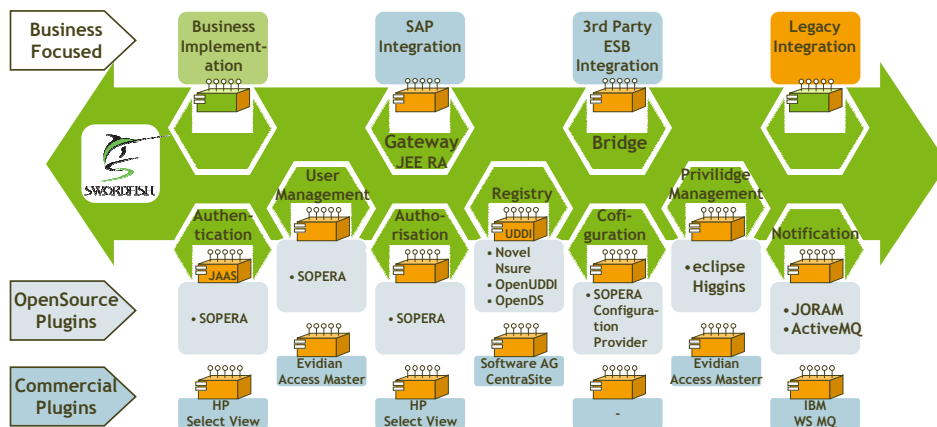 Business
Focused
Business
Implement-
ation
SAP
Integration
3rd Party
ESB
Integration
Legacy
Integration
Gateway
JEE RA
Bridge
SWORDFISH
User
Management
Registry
Privilidge
Management
Authen-
tication
Autho-
risation
Cofi-
guration
Notification
JAAS
UDDI
OpenSource
Plugins
• SOPERA
• SOPERA
• SOPERA
• Novel
Nsure
• OpenUDDI
• OpenDS
• SOPERA
Configura-
tion
Provider
• eclipse
Higgins
• JORAM
• ActiveMQ
Commercial
Plugins
HP
Select View
Evidian
Access Master
HP
Select View
Software AG
CentraSite
-
Evidian
Access Masterr
IBM
WS MQ